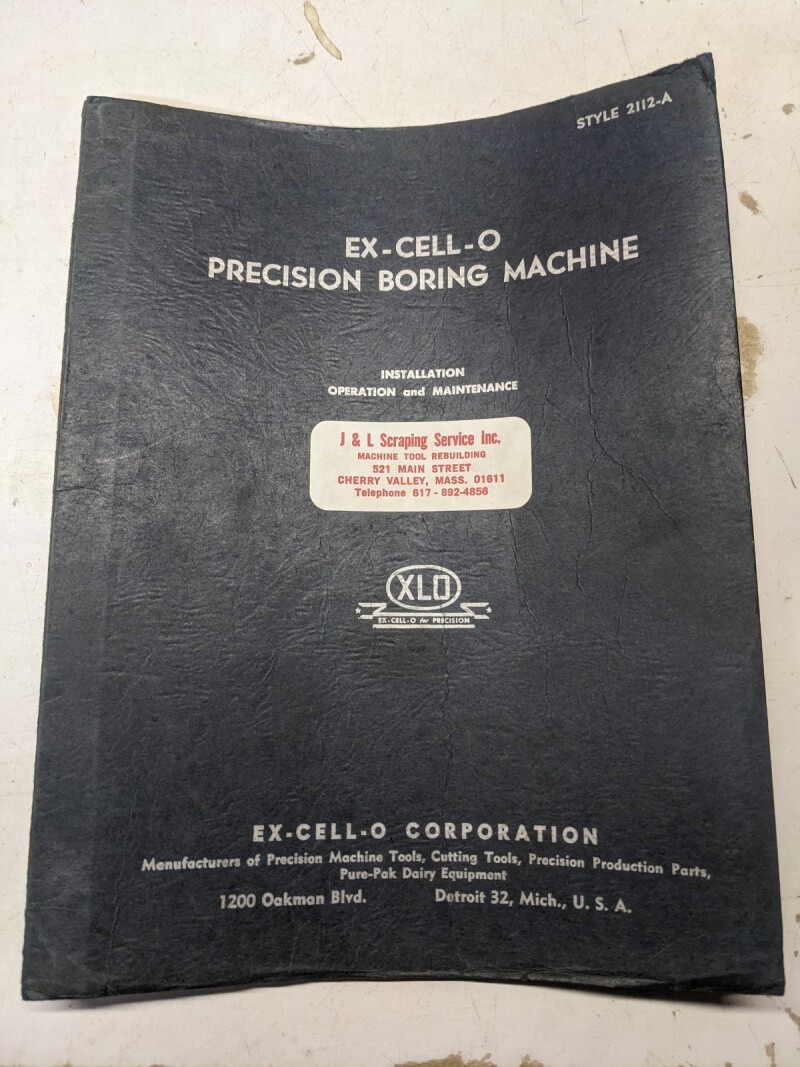 STYLE 2112-A
EX-CELL-O
PRECISION BORING MACHINE
INSTALLATION
OPERATION and MAINTENANCE
J & L Scraping Service Inc.
MACHINE TOOL REBUILDING
521 MAIN STREET
CHERRY VALLEY, MASS. 01611
Telephone 617 - 892-4856
XLO
EX-CELL-O for PRECISION
EX-CELL-O CORPORATION
Manufacturers of Precision Machine Tools, Cutting Tools, Precision Production Parts,
Pure-Pak Dairy Equipment
1200 Oakman Blvd. Detroit 32, Mich., U. S. A.